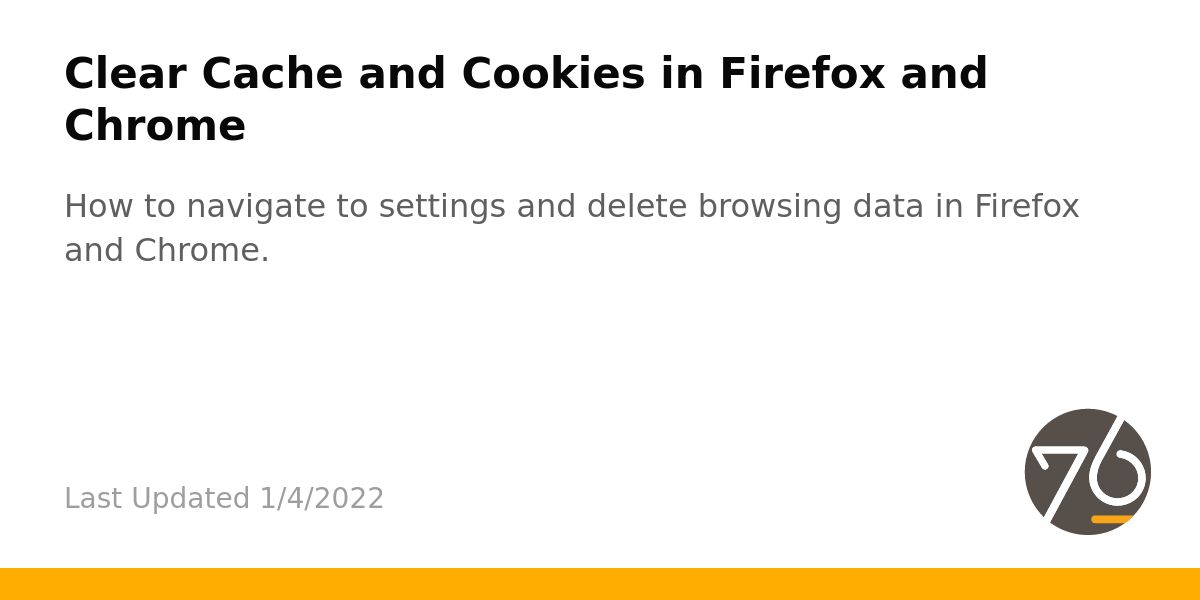 Clear Cache and Cookies in Firefox and
Chrome
How to navigate to settings and delete browsing data in Firefox
and Chrome.
Last Updated 1/4/2022
76